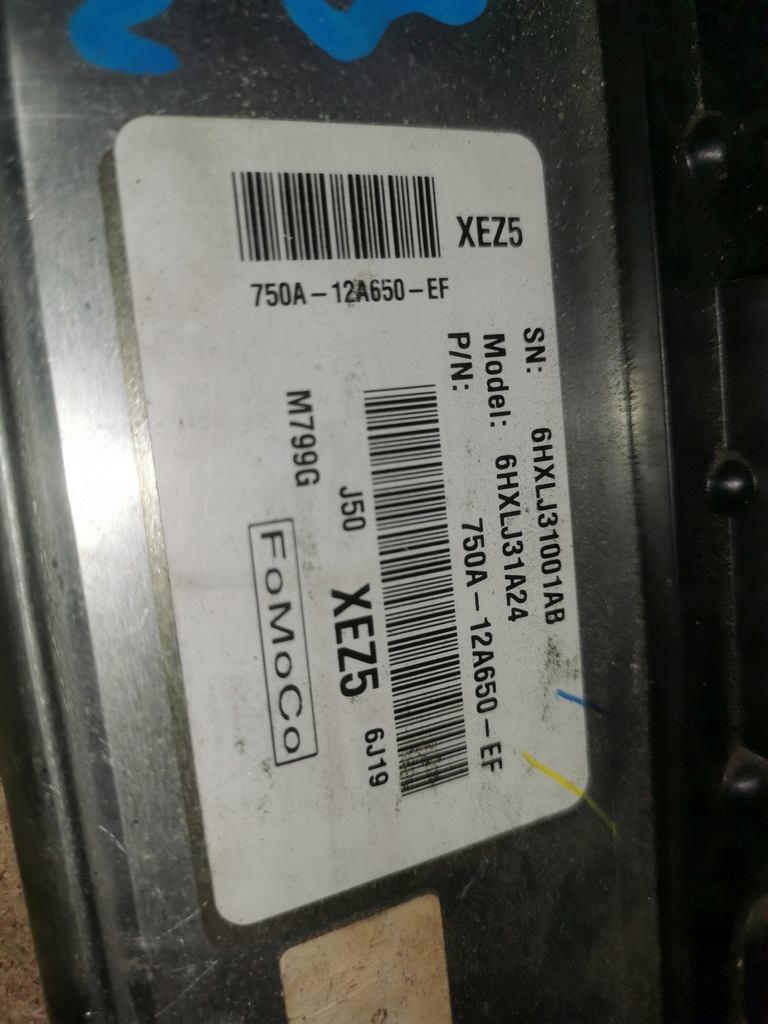 XEZ5
750A-12A650-EF
SN: 6HXLJ31001AB
Model: 6HXLJ31A24
P/N: 750A-12A650-EF
J50 XEZ5 6J19
M799G FoMoCo